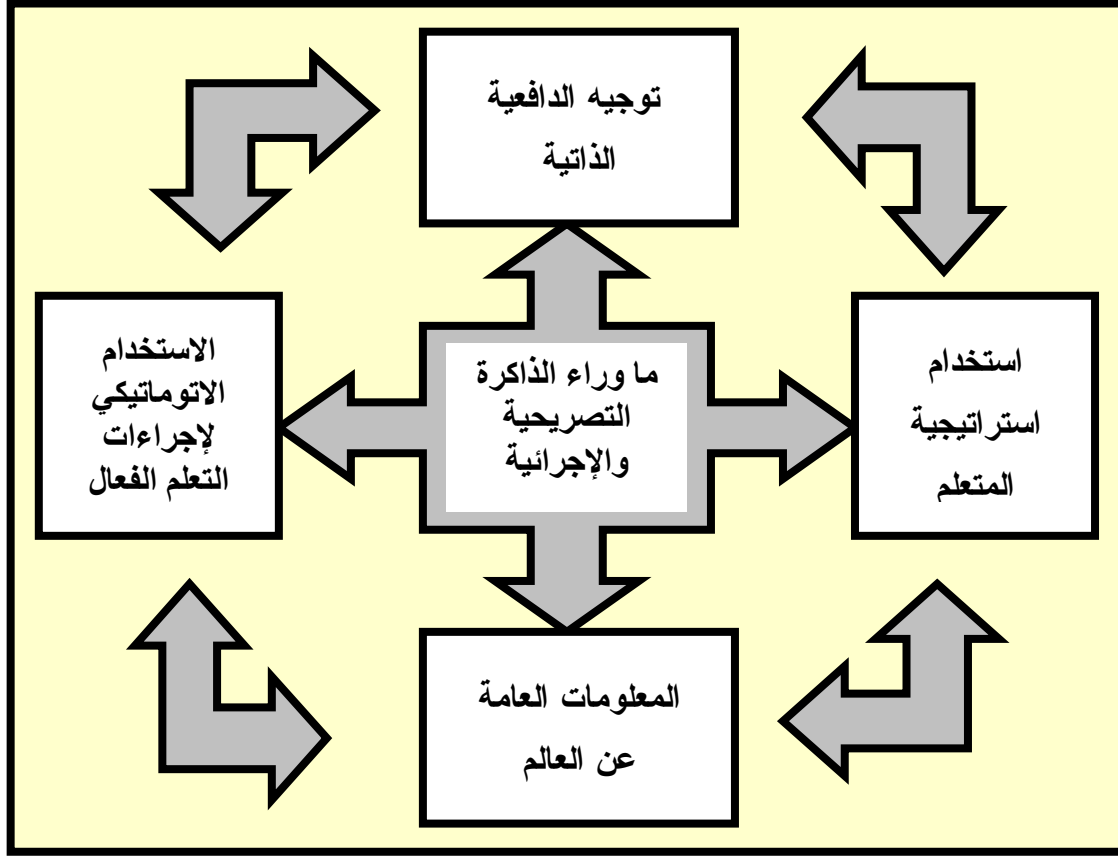 توجيه الدافعية
الذاتية
استخدام
استراتيجية
المتعلم
ما وراء الذاكرة
التصريحية
والإجرائية
الاستخدام
الاتوماتيكي
لإجراءات
التعلم الفعال
المعلومات العامة
عن العالم